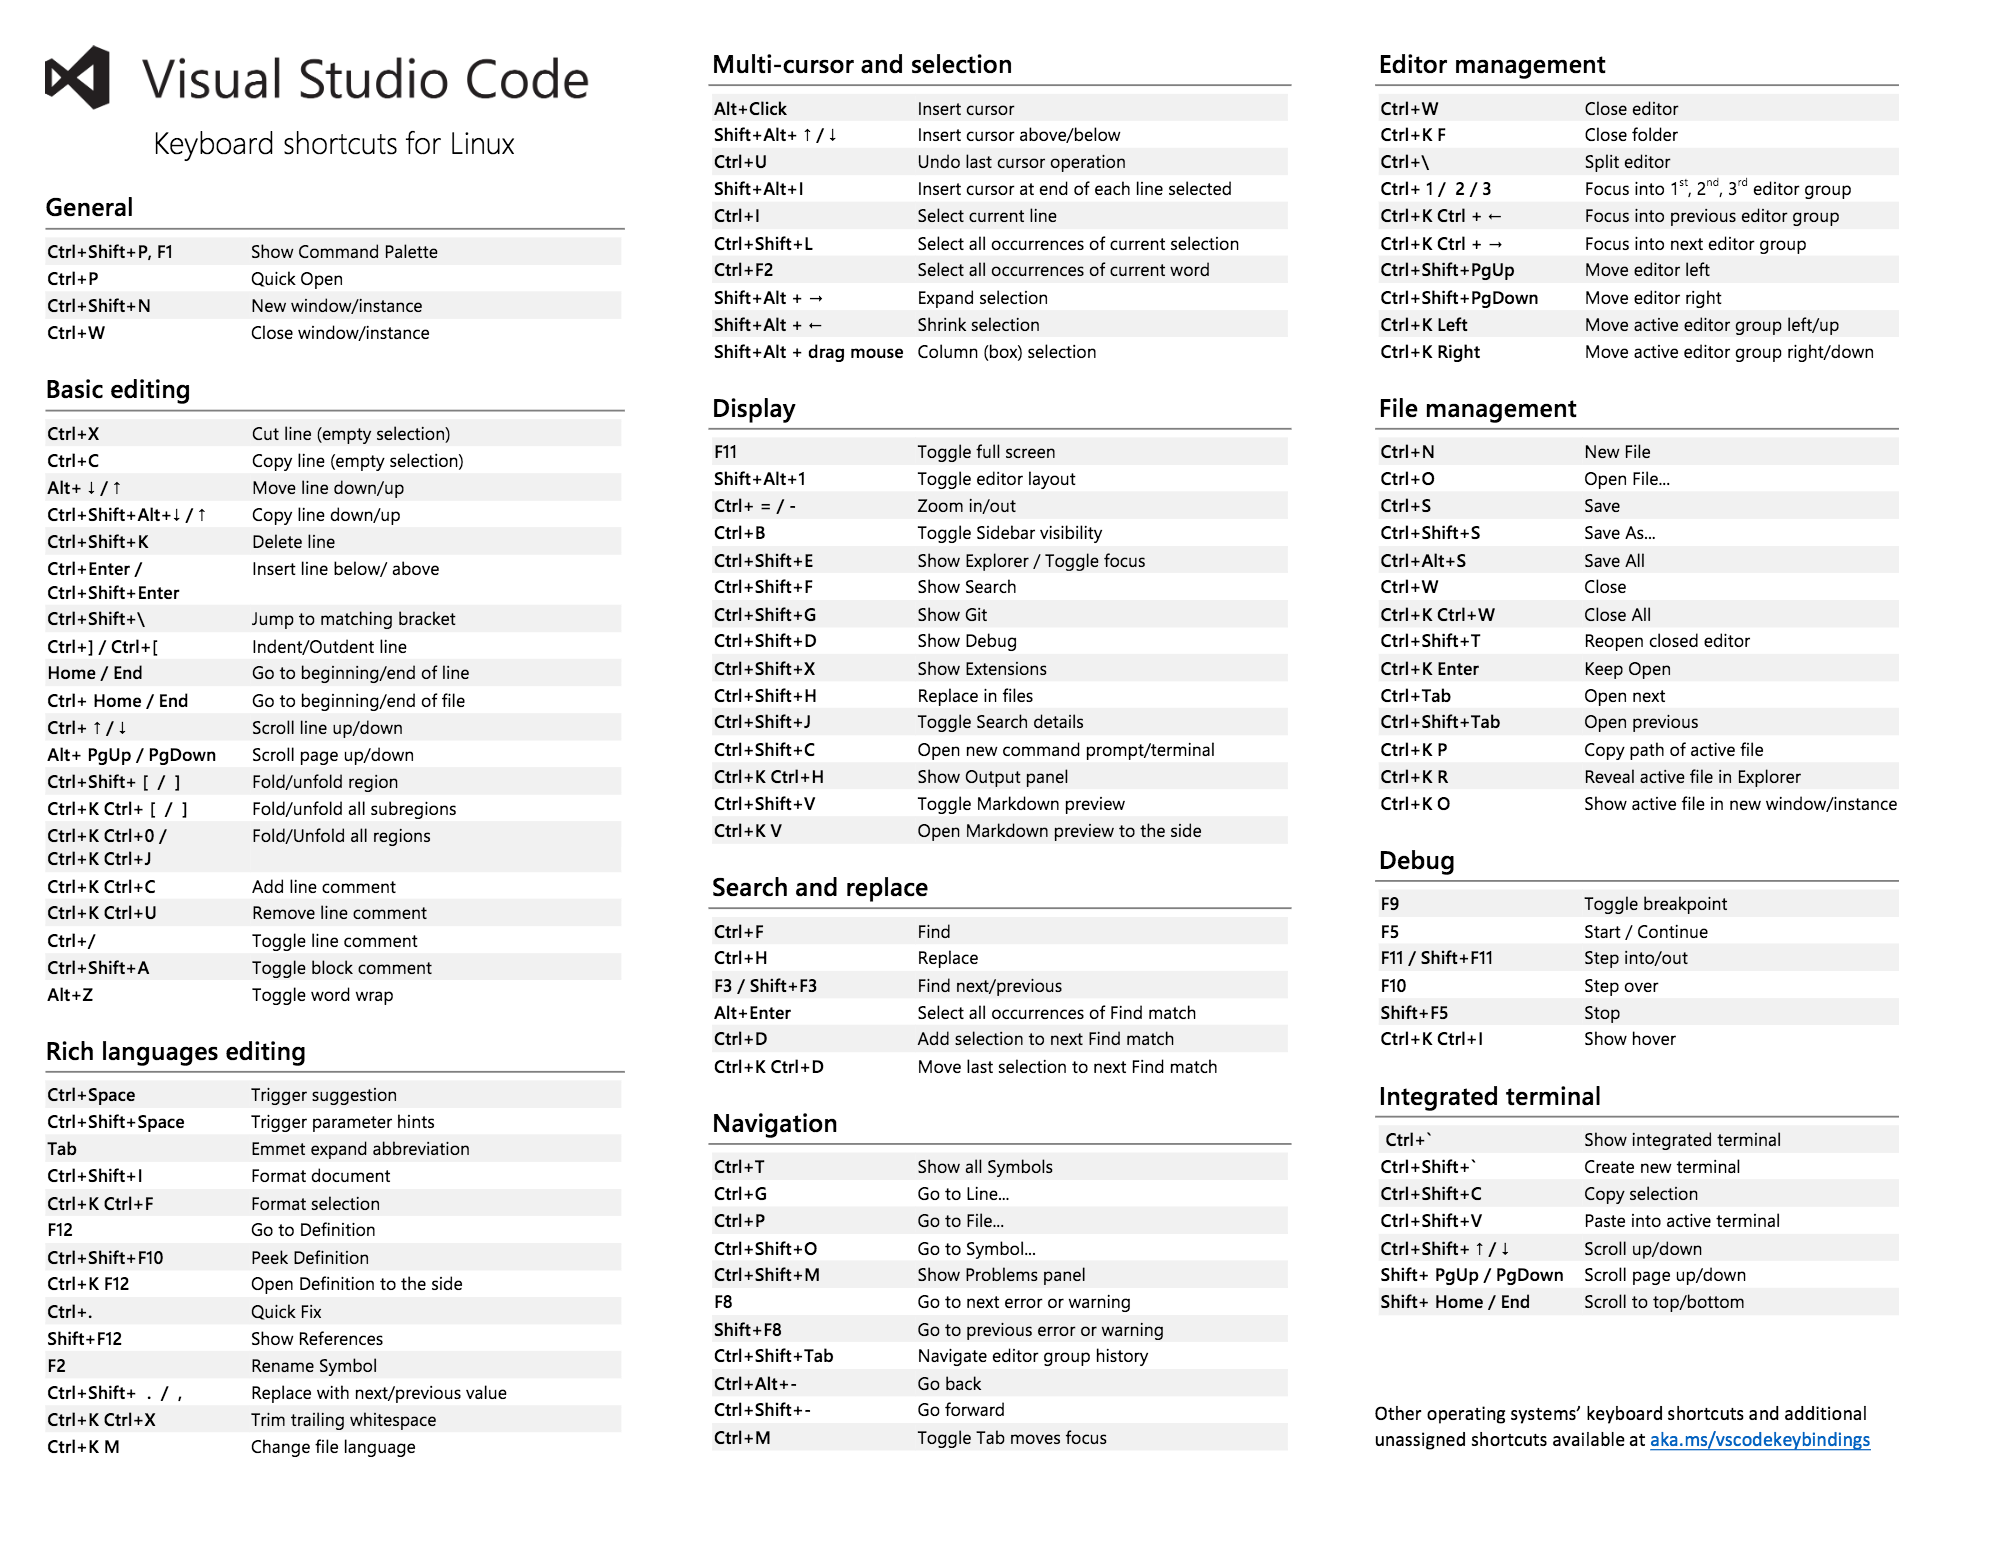 Visual Studio Code
Keyboard shortcuts for Linux
General
Ctrl+Shift+P, F1 Show Command Palette
Ctrl+P Quick Open
Ctrl+Shift+N New window/instance
Ctrl+W Close window/instance
Basic editing
Ctrl+X Cut line (empty selection)
Ctrl+C Copy line (empty selection)
Alt+ ↓ / ↑ Move line down/up
Ctrl+Shift+Alt+↓ / ↑ Copy line down/up
Ctrl+Shift+K Delete line
Ctrl+Enter / Insert line below/ above
Ctrl+Shift+Enter
Ctrl+Shift+\ Jump to matching bracket
Ctrl+] / Ctrl+[ Indent/Outdent line
Home / End Go to beginning/end of line
Ctrl+ Home / End Go to beginning/end of file
Ctrl+ ↑ / ↓ Scroll line up/down
Alt+ PgUp / PgDown Scroll page up/down
Ctrl+Shift+ [ / ] Fold/unfold region
Ctrl+K Ctrl+ [ / ] Fold/unfold all subregions
Ctrl+K Ctrl+0 / Fold/Unfold all regions
Ctrl+K Ctrl+J
Ctrl+K Ctrl+C Add line comment
Ctrl+K Ctrl+U Remove line comment
Ctrl+/ Toggle line comment
Ctrl+Shift+A Toggle block comment
Alt+Z Toggle word wrap
Rich languages editing
Ctrl+Space Trigger suggestion
Ctrl+Shift+Space Trigger parameter hints
Tab Emmet expand abbreviation
Ctrl+Shift+I Format document
Ctrl+K Ctrl+F Format selection
F12 Go to Definition
Ctrl+Shift+F10 Peek Definition
Ctrl+K F12 Open Definition to the side
Ctrl+. Quick Fix
Shift+F12 Show References
F2 Rename Symbol
Ctrl+Shift+ . / , Replace with next/previous value
Ctrl+K Ctrl+X Trim trailing whitespace
Ctrl+K M Change file language
Multi-cursor and selection
Alt+Click Insert cursor
Shift+Alt+ ↑ / ↓ Insert cursor above/below
Ctrl+U Undo last cursor operation
Shift+Alt+I Insert cursor at end of each line selected
Ctrl+I Select current line
Ctrl+Shift+L Select all occurrences of current selection
Ctrl+F2 Select all occurrences of current word
Shift+Alt + → Expand selection
Shift+Alt + ← Shrink selection
Shift+Alt + drag mouse Column (box) selection
Display
F11 Toggle full screen
Shift+Alt+1 Toggle editor layout
Ctrl+ = / - Zoom in/out
Ctrl+B Toggle Sidebar visibility
Ctrl+Shift+E Show Explorer / Toggle focus
Ctrl+Shift+F Show Search
Ctrl+Shift+G Show Git
Ctrl+Shift+D Show Debug
Ctrl+Shift+X Show Extensions
Ctrl+Shift+H Replace in files
Ctrl+Shift+J Toggle Search details
Ctrl+Shift+C Open new command prompt/terminal
Ctrl+K Ctrl+H Show Output panel
Ctrl+Shift+V Toggle Markdown preview
Ctrl+K V Open Markdown preview to the side
Search and replace
Ctrl+F Find
Ctrl+H Replace
F3 / Shift+F3 Find next/previous
Alt+Enter Select all occurrences of Find match
Ctrl+D Add selection to next Find match
Ctrl+K Ctrl+D Move last selection to next Find match
Navigation
Ctrl+T Show all Symbols
Ctrl+G Go to Line...
Ctrl+P Go to File...
Ctrl+Shift+O Go to Symbol...
Ctrl+Shift+M Show Problems panel
F8 Go to next error or warning
Shift+F8 Go to previous error or warning
Ctrl+Shift+Tab Navigate editor group history
Ctrl+Alt+- Go back
Ctrl+Shift+- Go forward
Ctrl+M Toggle Tab moves focus
Editor management
Ctrl+W Close editor
Ctrl+K F Close folder
Ctrl+\ Split editor
Ctrl+ 1 / 2 / 3 Focus into 1st, 2nd, 3rd editor group
Ctrl+K Ctrl + ← Focus into previous editor group
Ctrl+K Ctrl + → Focus into next editor group
Ctrl+Shift+PgUp Move editor left
Ctrl+Shift+PgDown Move editor right
Ctrl+K Left Move active editor group left/up
Ctrl+K Right Move active editor group right/down
File management
Ctrl+N New File
Ctrl+O Open File...
Ctrl+S Save
Ctrl+Shift+S Save As...
Ctrl+Alt+S Save All
Ctrl+W Close
Ctrl+K Ctrl+W Close All
Ctrl+Shift+T Reopen closed editor
Ctrl+K Enter Keep Open
Ctrl+Tab Open next
Ctrl+Shift+Tab Open previous
Ctrl+K P Copy path of active file
Ctrl+K R Reveal active file in Explorer
Ctrl+K O Show active file in new window/instance
Debug
F9 Toggle breakpoint
F5 Start / Continue
F11 / Shift+F11 Step into/out
F10 Step over
Shift+F5 Stop
Ctrl+K Ctrl+I Show hover
Integrated terminal
Ctrl+` Show integrated terminal
Ctrl+Shift+` Create new terminal
Ctrl+Shift+C Copy selection
Ctrl+Shift+V Paste into active terminal
Ctrl+Shift+ ↑ / ↓ Scroll up/down
Shift+ PgUp / PgDown Scroll page up/down
Shift+ Home / End Scroll to top/bottom
Other operating systems’ keyboard shortcuts and additional
unassigned shortcuts available at aka.ms/vscodekeybindings